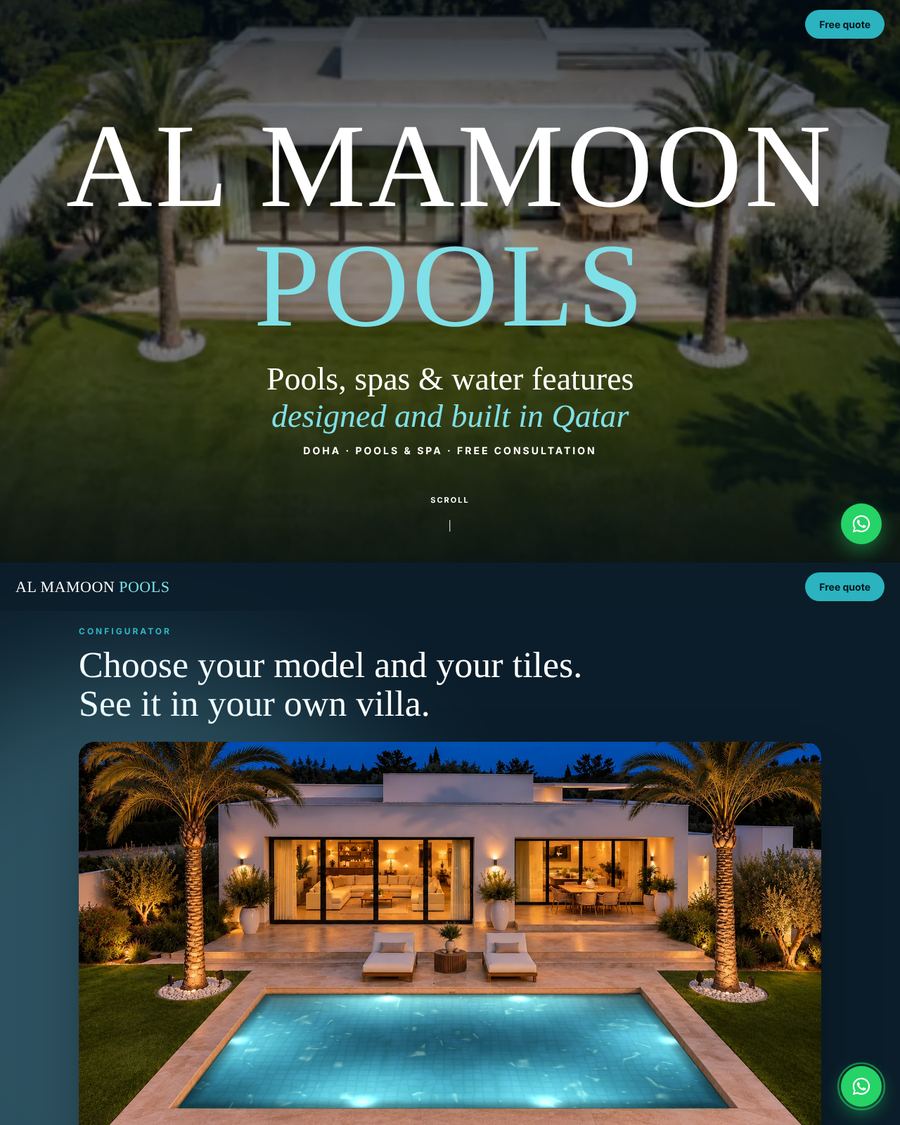 Free quote
AL MAMOON
POOLS
Pools, spas & water features
designed and built in Qatar
DOHA · POOLS & SPA · FREE CONSULTATION
SCROLL
AL MAMOON POOLS
Free quote
CONFIGURATOR
Choose your model and your tiles.
See it in your own villa.